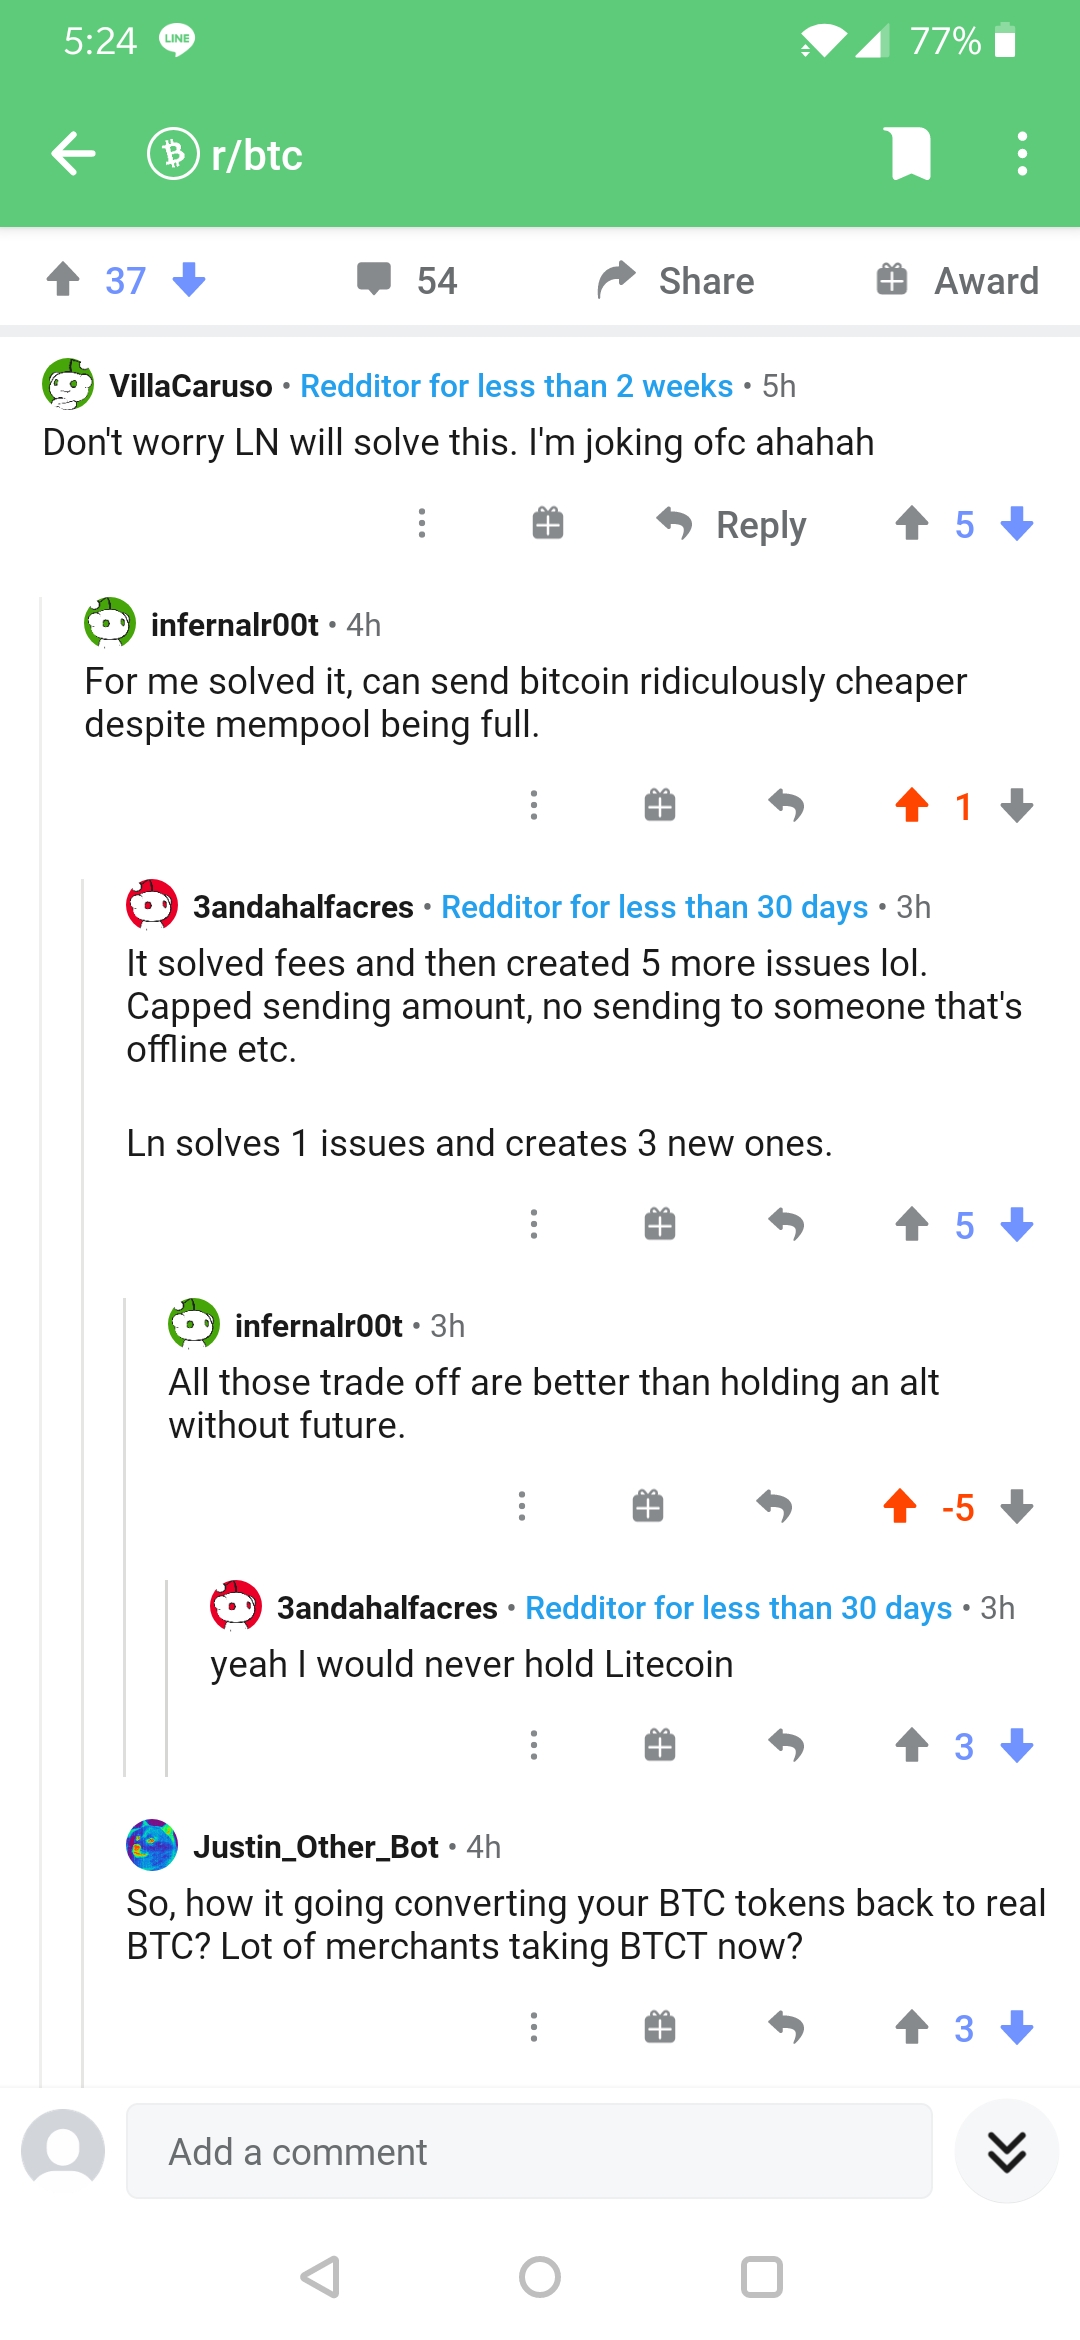 5:24 LINE 77%
r/btc
37 54 Share Award
VillaCaruso • Redditor for less than 2 weeks • 5h
Don't worry LN will solve this. I'm joking ofc ahahah
Reply 5
infernalr00t • 4h
For me solved it, can send bitcoin ridiculously cheaper
despite mempool being full.
1
3andahalfacres • Redditor for less than 30 days • 3h
It solved fees and then created 5 more issues lol.
Capped sending amount, no sending to someone that's
offline etc.
Ln solves 1 issues and creates 3 new ones.
5
infernalr00t • 3h
All those trade off are better than holding an alt
without future.
-5
3andahalfacres • Redditor for less than 30 days • 3h
yeah I would never hold Litecoin
3
Justin_Other_Bot • 4h
So, how it going converting your BTC tokens back to real
BTC? Lot of merchants taking BTCT now?
3
Add a comment